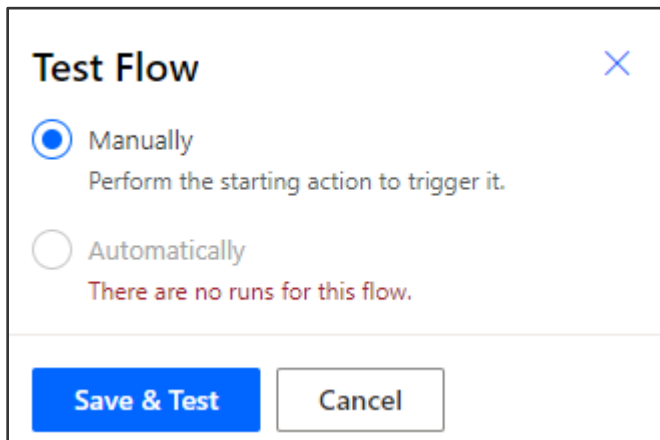 Test Flow
Manually
Perform the starting action to trigger it.
Automatically
There are no runs for this flow.
Save & Test
Cancel